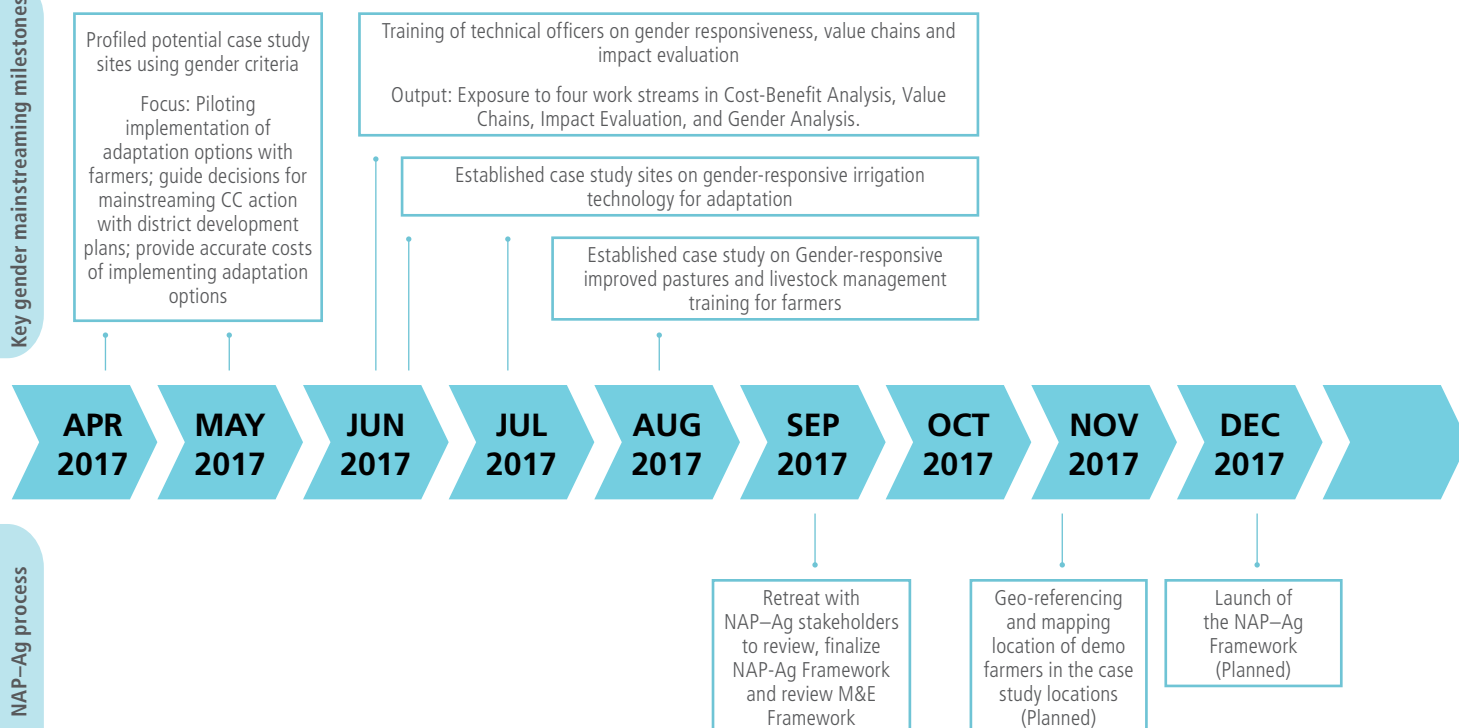 Key gender mainstreaming milestones
Profiled potential case study
sites using gender criteria
Focus: Piloting
implementation of
adaptation options with
farmers; guide decisions for
mainstreaming CC action
with district development
plans; provide accurate costs
of implementing adaptation
options
Training of technical officers on gender responsiveness, value chains and
impact evaluation
Output: Exposure to four work streams in Cost-Benefit Analysis, Value
Chains, Impact Evaluation, and Gender Analysis.
Established case study sites on gender-responsive irrigation
technology for adaptation
Established case study on Gender-responsive
improved pastures and livestock management
training for farmers
APR
2017
MAY
2017
JUN
2017
JUL
2017
AUG
2017
SEP
2017
OCT
2017
NOV
2017
DEC
2017
NAP–Ag process
Retreat with
NAP–Ag stakeholders
to review, finalize
NAP-Ag Framework
and review M&E
Framework
Geo-referencing
and mapping
location of demo
farmers in the case
study locations
(Planned)
Launch of
the NAP–Ag
Framework
(Planned)